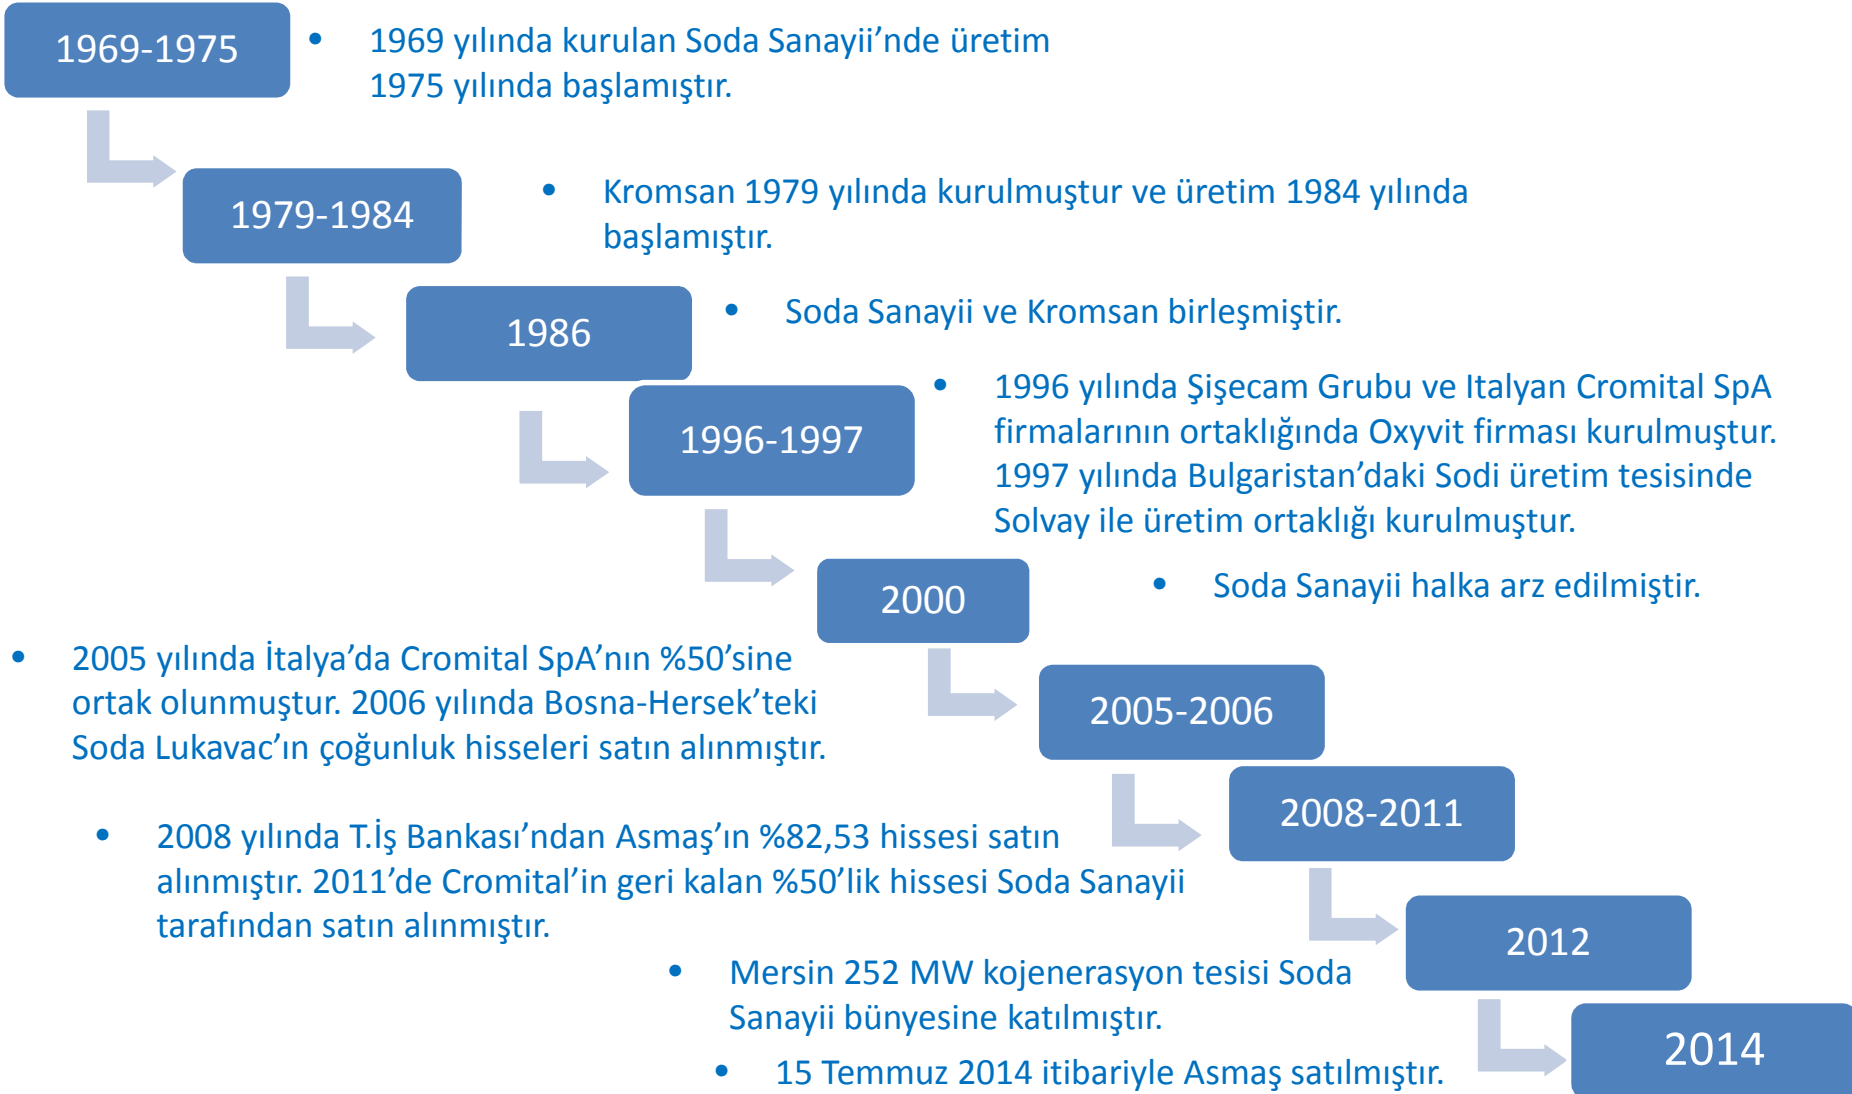 1969-1975
• 1969 yılında kurulan Soda Sanayii’nde üretim
1975 yılında başlamıştır.
1979-1984
• Kromsan 1979 yılında kurulmuştur ve üretim 1984 yılında
başlamıştır.
1986
• Soda Sanayii ve Kromsan birleşmiştir.
1996-1997
• 1996 yılında Şişecam Grubu ve Italyan Cromital SpA
firmalarının ortaklığında Oxyvit firması kurulmuştur.
1997 yılında Bulgaristan’daki Sodi üretim tesisinde
Solvay ile üretim ortaklığı kurulmuştur.
2000
• Soda Sanayii halka arz edilmiştir.
2005-2006
• 2005 yılında İtalya’da Cromital SpA’nın %50’sine
ortak olunmuştur. 2006 yılında Bosna-Hersek’teki
Soda Lukavac’ın çoğunluk hisseleri satın alınmıştır.
2008-2011
• 2008 yılında T.İş Bankası’ndan Asmaş’ın %82,53 hissesi satın
alınmıştır. 2011’de Cromital’in geri kalan %50’lik hissesi Soda Sanayii
tarafından satın alınmıştır.
2012
• Mersin 252 MW kojenerasyon tesisi Soda
Sanayii bünyesine katılmıştır.
2014
• 15 Temmuz 2014 itibariyle Asmaş satılmıştır.